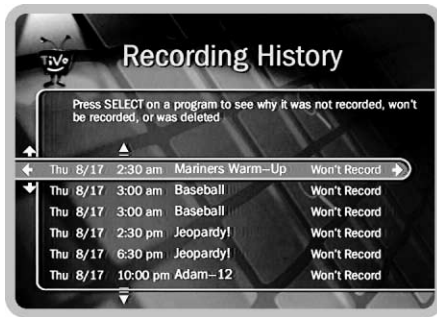 TiVo
Recording History
Press SELECT on a program to see why it was not recorded, won't
be recorded, or was deleted
Thu 8/17 2:30 am Mariners Warm–Up Won't Record
Thu 8/17 3:00 am Baseball Won't Record
Thu 8/17 3:00 am Baseball Won't Record
Thu 8/17 2:30 pm Jeopardy! Won't Record
Thu 8/17 6:30 pm Jeopardy! Won't Record
Thu 8/17 10:00 pm Adam–12 Won't Record